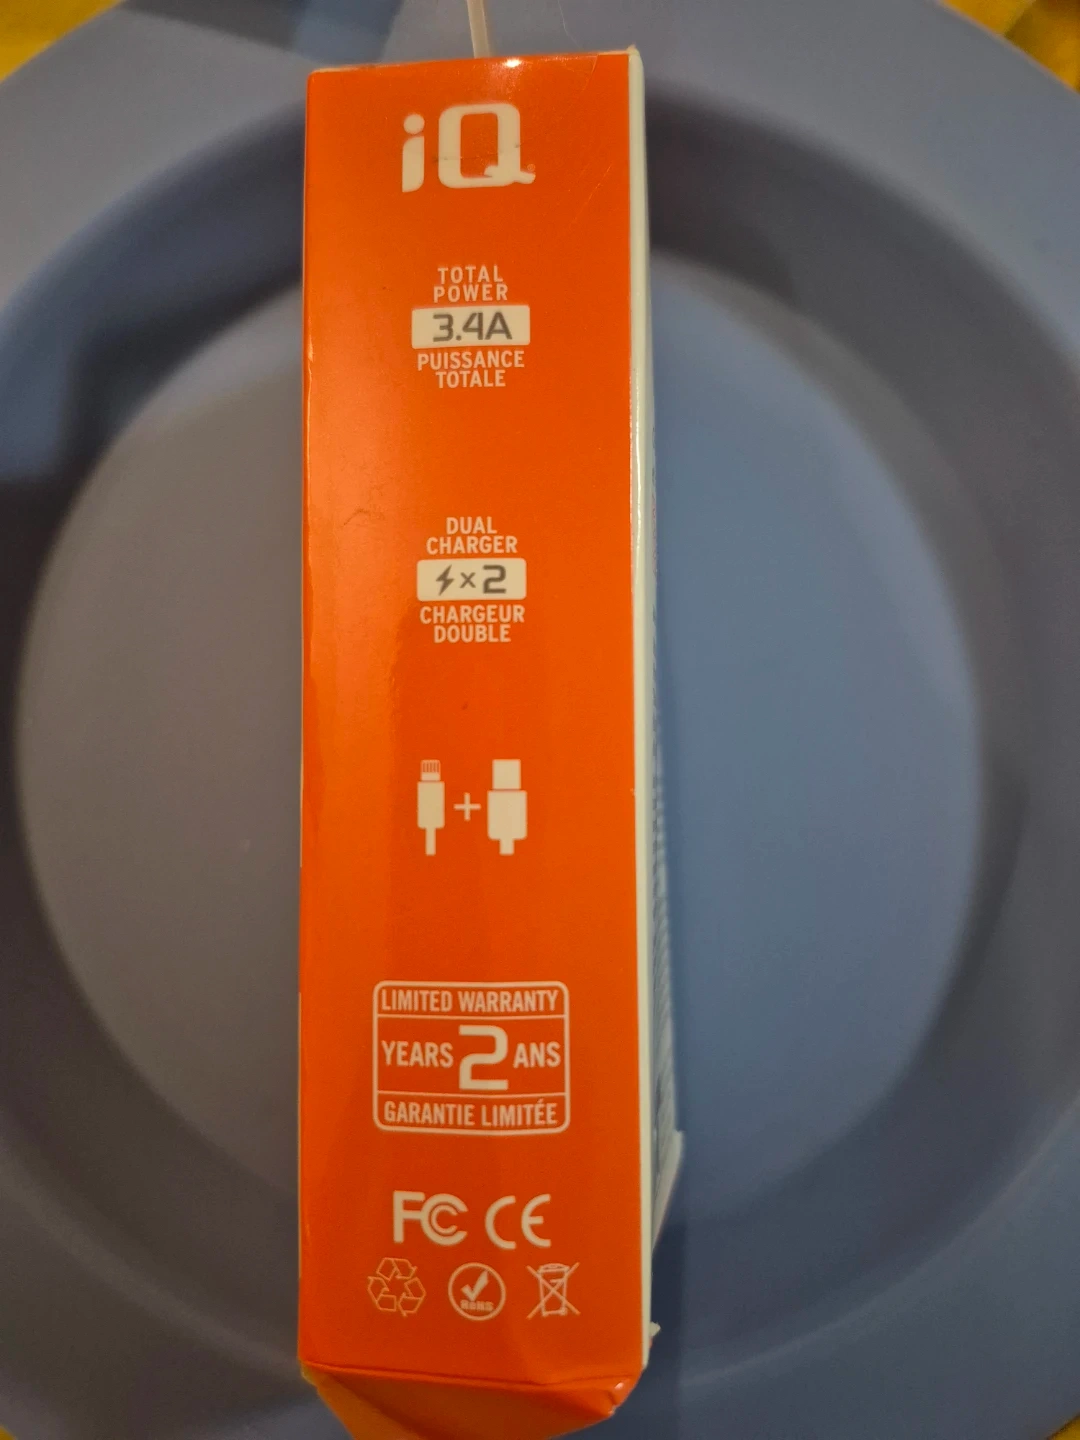 iQ
TOTAL
POWER
3.4A
PUISSANCE
TOTALE
DUAL
CHARGER
x2
CHARGEUR
DOUBLE
+
LIMITED WARRANTY
YEARS 2 ANS
GARANTIE LIMITÉE
FC CE
RoHS